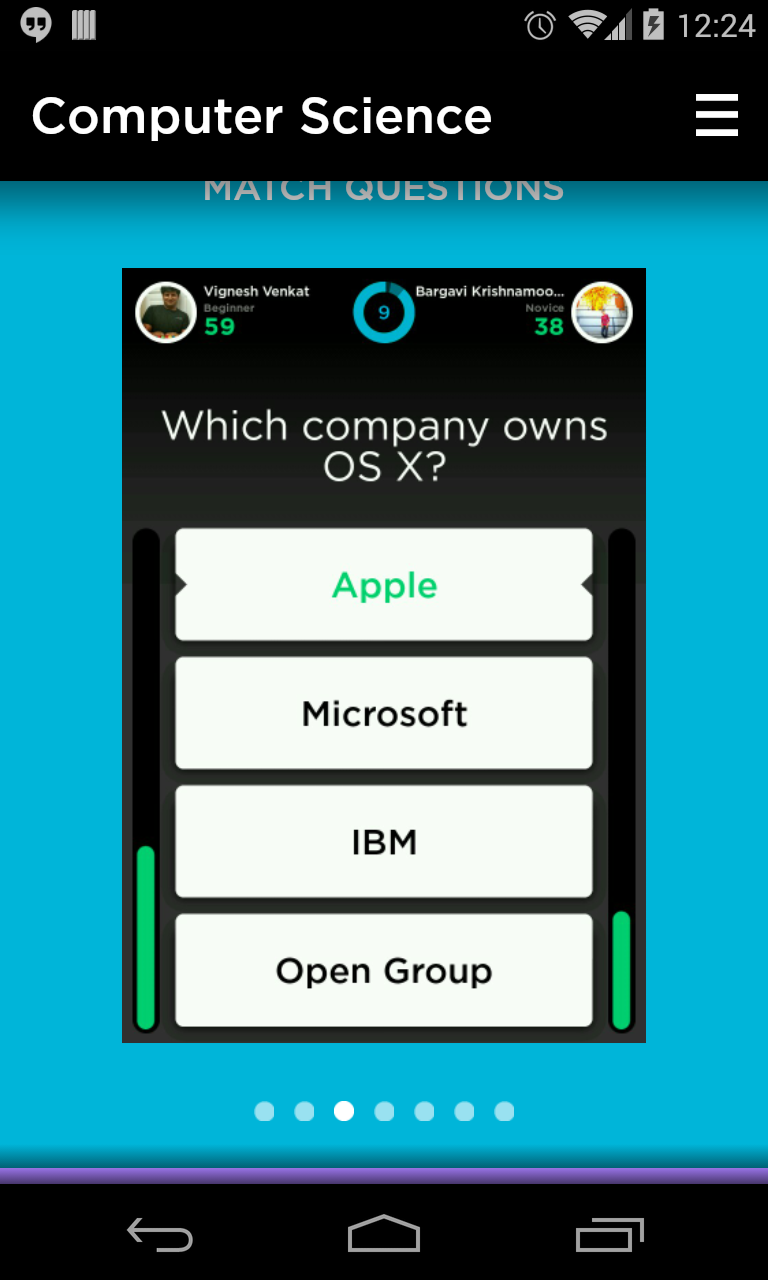 12:24
Computer Science
MATCH QUESTIONS
Vignesh Venkat
Beginner
59
9
Bargavi Krishnamoo...
Novice
38
Which company owns
OS X?
Apple
Microsoft
IBM
Open Group